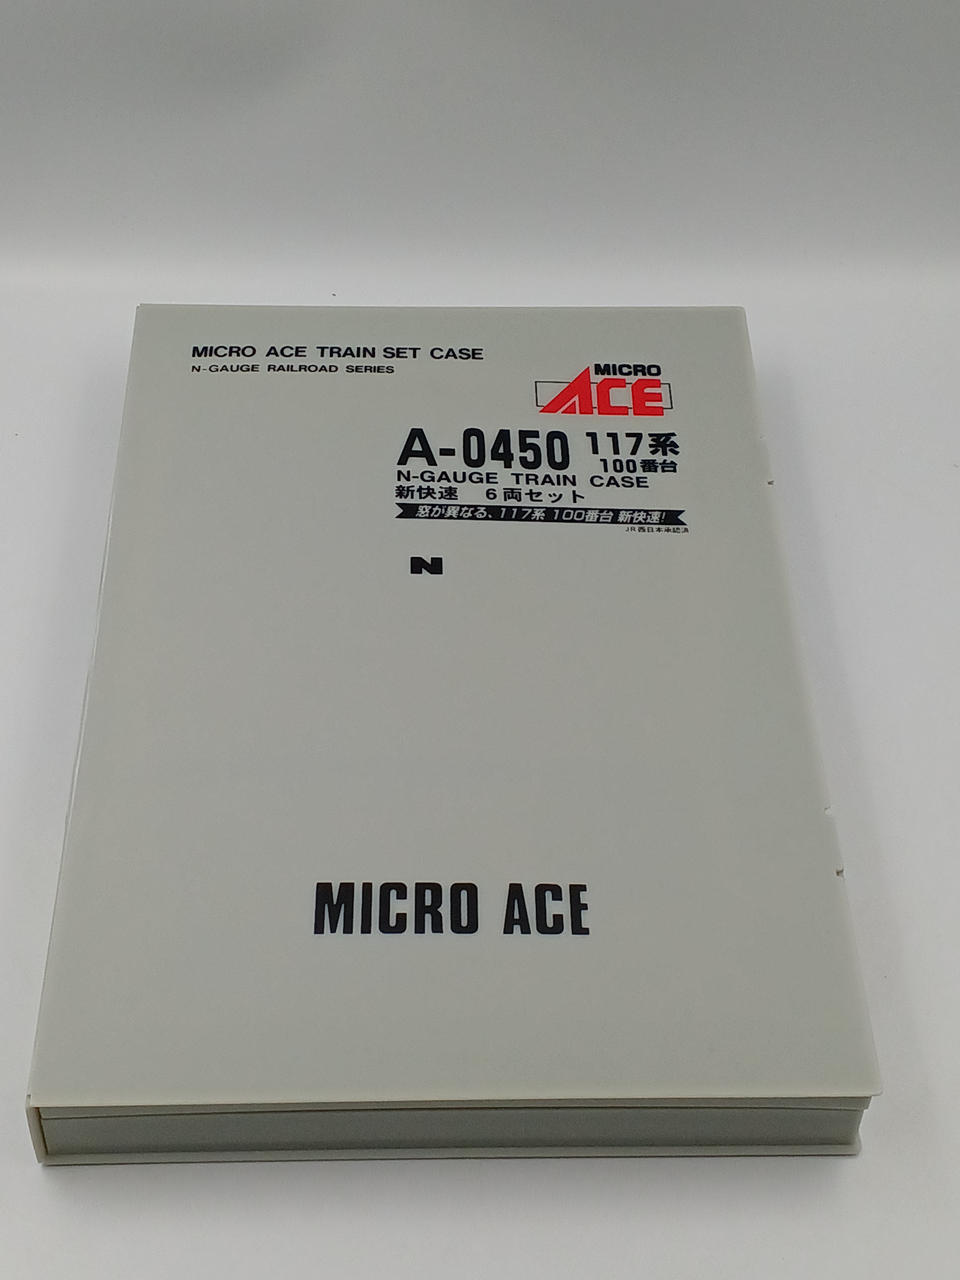 MICRO ACE TRAIN SET CASE
N-GAUGE RAILROAD SERIES
MICRO
ACE
A-0450 117系
100番台
N-GAUGE TRAIN CASE
新快速 6両セット
窓が異なる、117系 100番台 新快速!
JR西日本承認済
N
MICRO ACE